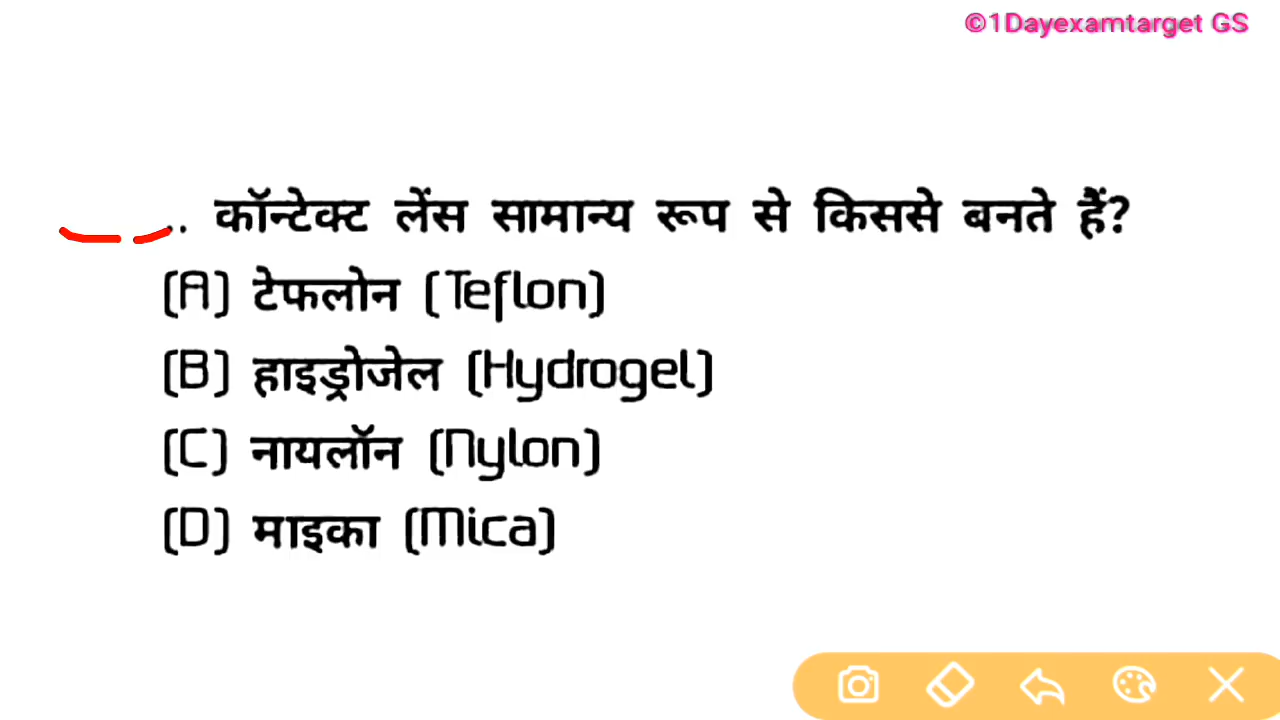 ©1Dayexamtarget GS
.. कॉन्टेक्ट लेंस सामान्य रूप से किससे बनते हैं?
(A) टेफलोन (Teflon)
(B) हाइड्रोजेल (Hydrogel)
(C) नायलॉन (Nylon)
(D) माइका (Mica)